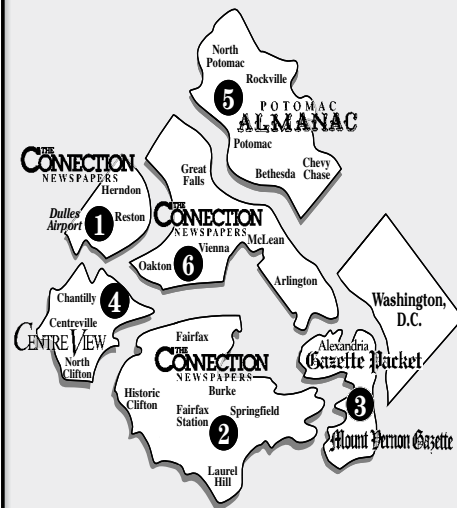 North
Potomac
Rockville
5
POTOMAC
ALMANAC
Potomac
Bethesda
Chevy
Chase
THE
CONNECTION
NEWSPAPERS
Herndon
Dulles
Airport
1
Reston
Great
Falls
THE
CONNECTION
NEWSPAPERS
Vienna
McLean
Oakton
6
Arlington
Chantilly
4
Centreville
CENTRE VIEW
North
Clifton
Washington,
D.C.
Fairfax
THE
CONNECTION
NEWSPAPERS
Burke
Historic
Clifton
Fairfax
Station
Springfield
2
Laurel
Hill
Alexandria
Gazette Packet
3
Mount Vernon Gazette